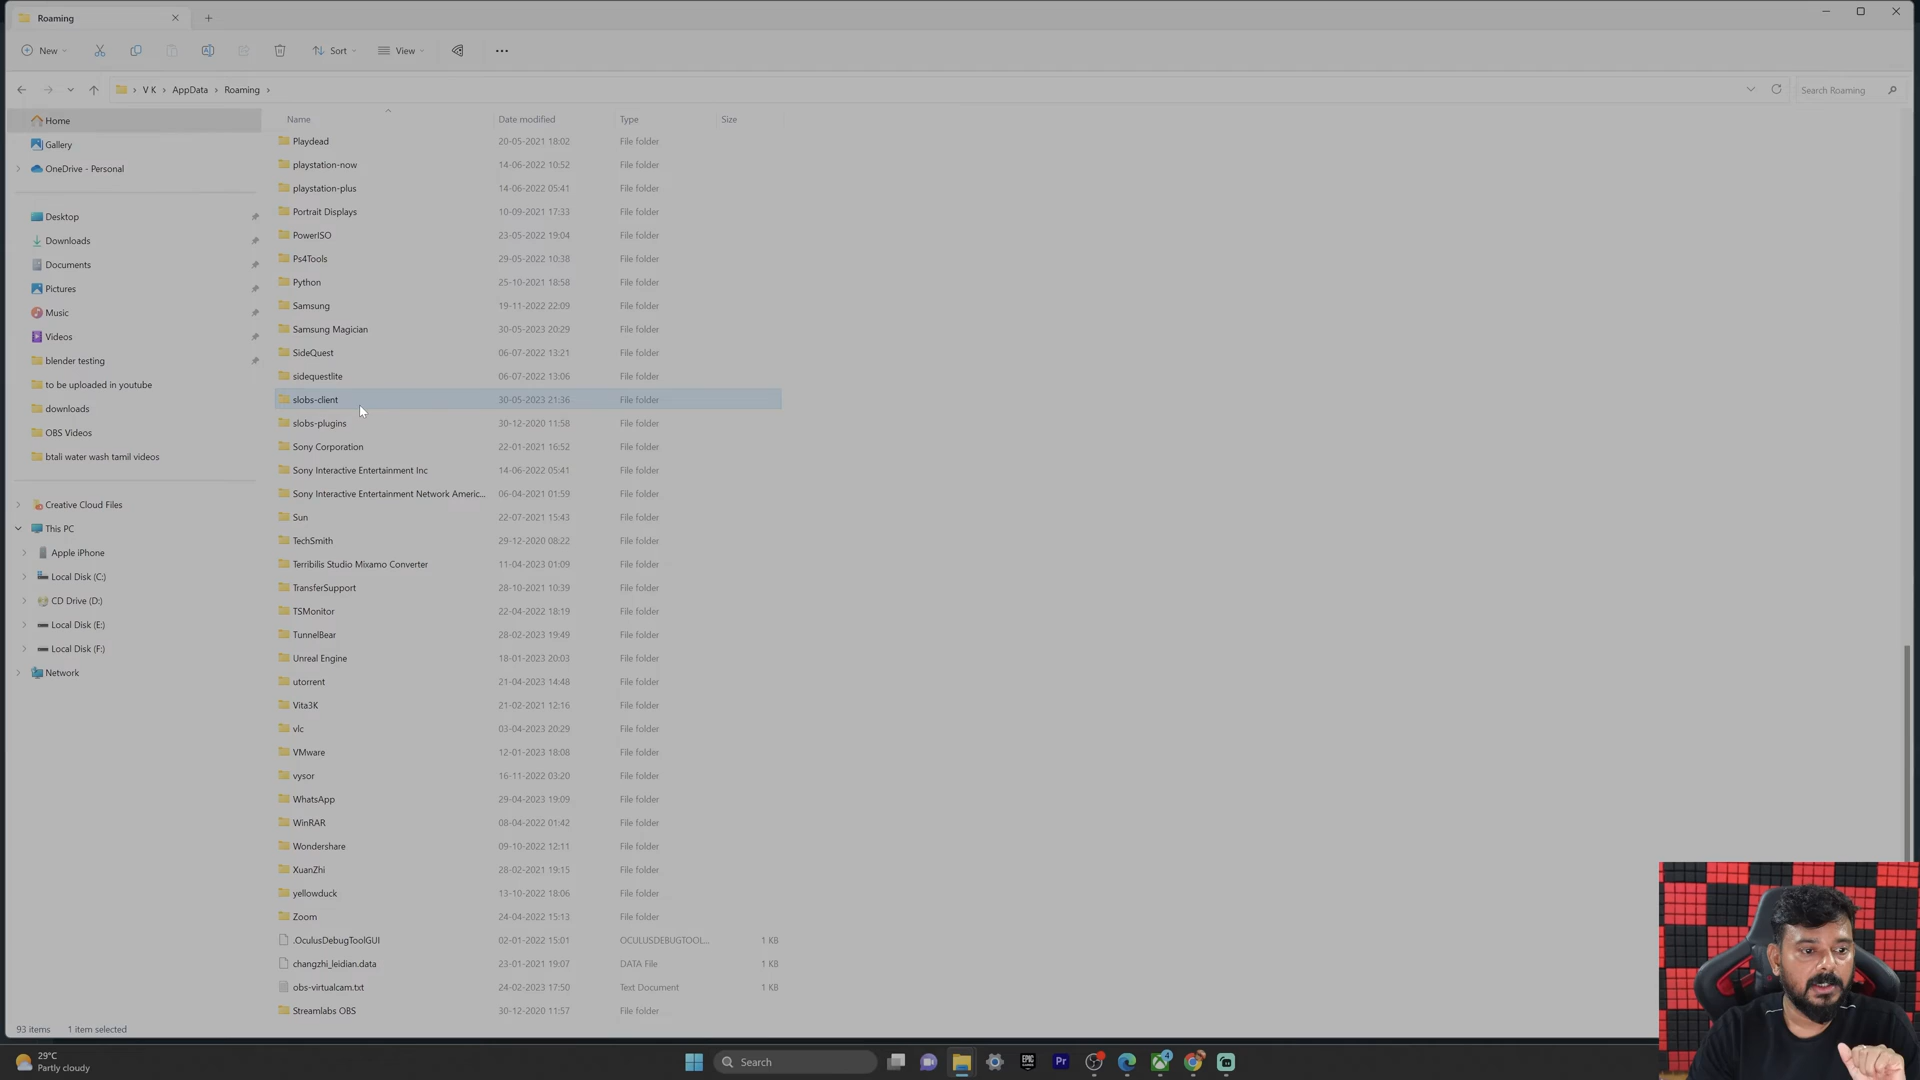 Roaming
New
Sort
View
V K
AppData
Roaming
Search Roaming
Home
Gallery
OneDrive - Personal
Desktop
Downloads
Documents
Pictures
Music
Videos
blender testing
to be uploaded in youtube
downloads
OBS Videos
btali water wash tamil videos
Creative Cloud Files
This PC
Apple iPhone
Local Disk (C:)
CD Drive (D:)
Local Disk (E:)
Local Disk (F:)
Network
Name Date modified Type Size
Playdead 20-05-2021 18:02 File folder
playstation-now 14-06-2022 10:52 File folder
playstation-plus 14-06-2022 05:41 File folder
Portrait Displays 10-09-2021 17:33 File folder
PowerISO 23-05-2022 19:04 File folder
Ps4Tools 29-05-2022 10:38 File folder
Python 25-10-2021 18:58 File folder
Samsung 19-11-2022 22:09 File folder
Samsung Magician 30-05-2023 20:29 File folder
SideQuest 06-07-2022 13:21 File folder
sidequestlite 06-07-2022 13:06 File folder
slobs-client 30-05-2023 21:36 File folder
slobs-plugins 30-12-2020 11:58 File folder
Sony Corporation 22-01-2021 16:52 File folder
Sony Interactive Entertainment Inc 14-06-2022 05:41 File folder
Sony Interactive Entertainment Network Americ... 06-04-2021 01:59 File folder
Sun 22-07-2021 15:43 File folder
TechSmith 29-12-2020 08:22 File folder
Terribilis Studio Mixamo Converter 11-04-2023 01:09 File folder
TransferSupport 28-10-2021 10:39 File folder
TSMonitor 22-04-2022 18:19 File folder
TunnelBear 28-02-2023 19:49 File folder
Unreal Engine 18-01-2023 20:03 File folder
utorrent 21-04-2023 14:48 File folder
Vita3K 21-02-2021 12:16 File folder
vlc 03-04-2023 20:29 File folder
VMware 12-01-2023 18:08 File folder
vysor 16-11-2022 03:20 File folder
WhatsApp 29-04-2023 19:09 File folder
WinRAR 08-04-2022 01:42 File folder
Wondershare 09-10-2022 12:11 File folder
XuanZhi 28-02-2021 19:15 File folder
yellowduck 13-10-2022 18:06 File folder
Zoom 24-04-2022 15:13 File folder
.OculusDebugToolGUI 02-01-2022 15:01 OCULUSDEBUGTOOL... 1 KB
changzhi_leidian.data 23-01-2021 19:07 DATA File 1 KB
obs-virtualcam.txt 24-02-2023 17:50 Text Document 1 KB
Streamlabs OBS 30-12-2020 11:57 File folder
93 items 1 item selected
29°C
Partly cloudy
Search
EPIC
GAMES
Pr
4